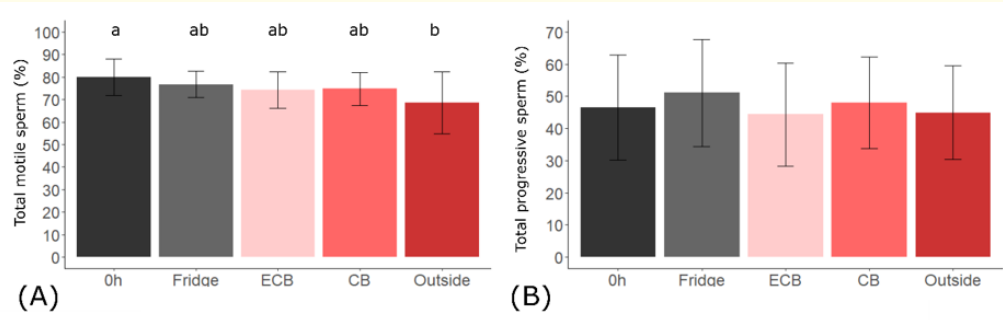 Total motile sperm (%)
100
90
80
70
60
50
40
30
20
10
0
a ab ab ab b
0h Fridge ECB CB Outside
(A)
Total progressive sperm (%)
70
60
50
40
30
20
10
0
0h Fridge ECB CB Outside
(B)